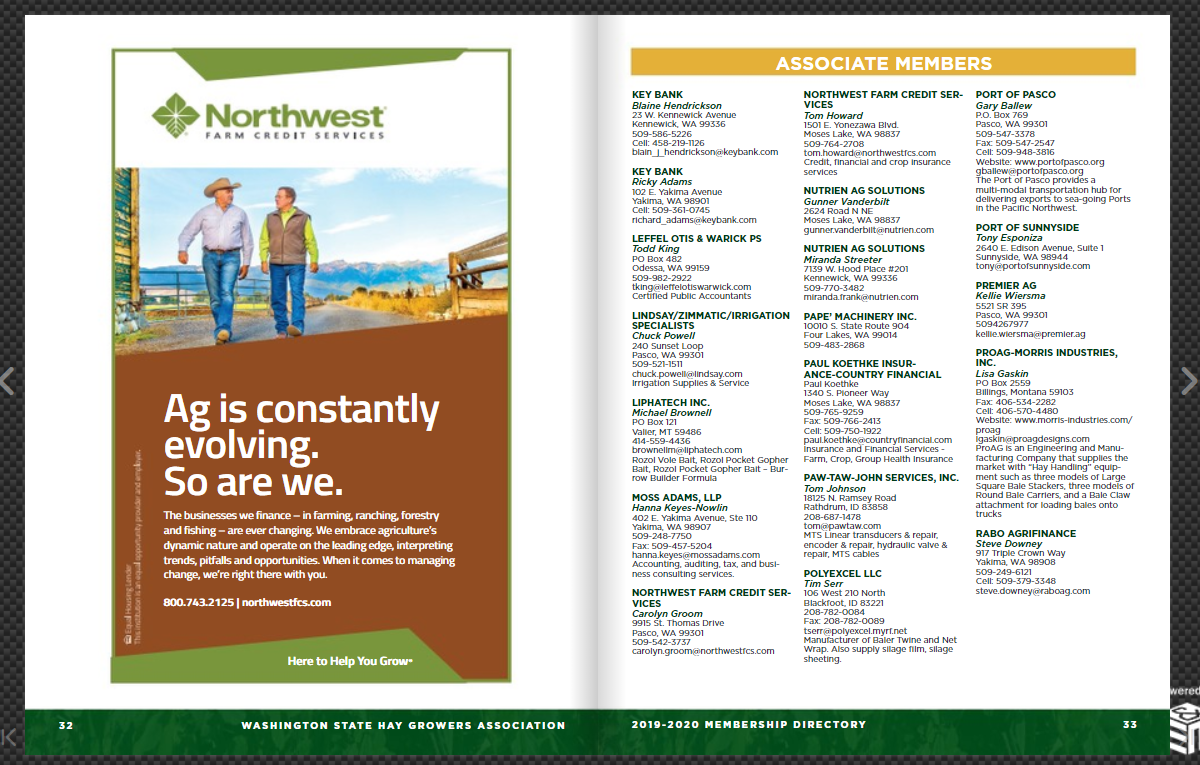 Northwest
FARM CREDIT SERVICES
Ag is constantly
evolving.
So are we.
The businesses we finance – in farming, ranching, forestry
and fishing – are ever changing. We embrace agriculture's
dynamic nature and operate on the leading edge, interpreting
trends, pitfalls and opportunities. When it comes to managing
change, we're right there with you.
800.743.2125 | northwestfcs.com
Equal Housing Lender
This institution is an equal opportunity provider and employer.
Here to Help You Grow
32
WASHINGTON STATE HAY GROWERS ASSOCIATION
ASSOCIATE MEMBERS
KEY BANK
Blaine Hendrickson
23 W. Kennewick Avenue
Kennewick, WA 99336
509-586-5226
Cell: 458-219-1126
blain_j_hendrickson@keybank.com
KEY BANK
Ricky Adams
102 E. Yakima Avenue
Yakima, WA 98901
Cell: 509-361-0745
richard_adams@keybank.com
LEFFEL OTIS & WARICK PS
Todd King
PO Box 482
Odessa, WA 99159
509-982-2922
tking@leffelotiswarwick.com
Certified Public Accountants
LINDSAY/ZIMMATIC/IRRIGATION
SPECIALISTS
Chuck Powell
240 Sunset Loop
Pasco, WA 99301
509-521-1511
chuck.powell@lindsay.com
Irrigation Supplies & Service
LIPHATECH INC.
Michael Brownell
PO Box 121
Valier, MT 59486
414-559-4436
brownellm@liphatech.com
Rozol Vole Bait, Rozol Pocket Gopher
Bait, Rozol Pocket Gopher Bait – Bur-
row Builder Formula
MOSS ADAMS, LLP
Hanna Keyes-Nowlin
402 E. Yakima Avenue, Ste 110
Yakima, WA 98907
509-248-7750
Fax: 509-457-5204
hanna.keyes@mossadams.com
Accounting, auditing, tax, and busi-
ness consulting services.
NORTHWEST FARM CREDIT SER-
VICES
Carolyn Groom
9915 St. Thomas Drive
Pasco, WA 99301
509-542-3737
carolyn.groom@northwestfcs.com
NORTHWEST FARM CREDIT SER-
VICES
Tom Howard
1501 E. Yonezawa Blvd.
Moses Lake, WA 98837
509-764-2708
tom.howard@northwestfcs.com
Credit, financial and crop insurance
services
NUTRIEN AG SOLUTIONS
Gunner Vanderbilt
2624 Road N NE
Moses Lake, WA 98837
gunner.vanderbilt@nutrien.com
NUTRIEN AG SOLUTIONS
Miranda Streeter
7139 W. Hood Place #201
Kennewick, WA 99336
509-770-3482
miranda.frank@nutrien.com
PAPE' MACHINERY INC.
10010 S. State Route 904
Four Lakes, WA 99014
509-483-2868
PAUL KOETHKE INSUR-
ANCE-COUNTRY FINANCIAL
Paul Koethke
1340 S. Pioneer Way
Moses Lake, WA 98837
509-765-9259
Fax: 509-766-2413
Cell: 509-750-1922
paul.koethke@countryfinancial.com
Insurance and Financial Services -
Farm, Crop, Group Health Insurance
PAW-TAW-JOHN SERVICES, INC.
Tom Johnson
18125 N. Ramsey Road
Rathdrum, ID 83858
208-687-1478
tom@pawtaw.com
MTS Linear transducers & repair,
encoder & repair, hydraulic valve &
repair, MTS cables
POLYEXCEL LLC
Tim Serr
106 West 210 North
Blackfoot, ID 83221
208-782-0084
Fax: 208-782-0089
tserr@polyexcel.myrf.net
Manufacturer of Baler Twine and Net
Wrap. Also supply silage film, silage
sheeting.
PORT OF PASCO
Gary Ballew
P.O. Box 769
Pasco, WA 99301
509-547-3378
Fax: 509-547-2547
Cell: 509-948-3816
Website: www.portofpasco.org
gballew@portofpasco.org
The Port of Pasco provides a
multi-modal transportation hub for
delivering exports to sea-going Ports
in the Pacific Northwest.
PORT OF SUNNYSIDE
Tony Esponiza
2640 E. Edison Avenue, Suite 1
Sunnyside, WA 98944
tony@portofsunnyside.com
PREMIER AG
Kellie Wiersma
5521 SR 395
Pasco, WA 99301
5094267977
kellie.wiersma@premier.ag
PROAG-MORRIS INDUSTRIES,
INC.
Lisa Gaskin
PO Box 2559
Billings, Montana 59103
Fax: 406-534-2282
Cell: 406-570-4480
Website: www.morris-industries.com/
proag
lgaskin@proagdesigns.com
ProAG is an Engineering and Manu-
facturing Company that supplies the
market with "Hay Handling" equip-
ment such as three models of Large
Square Bale Stackers, three models of
Round Bale Carriers, and a Bale Claw
attachment for loading bales onto
trucks
RABO AGRIFINANCE
Steve Downey
917 Triple Crown Way
Yakima, WA 98908
509-249-6121
Cell: 509-379-3348
steve.downey@raboag.com
2019-2020 MEMBERSHIP DIRECTORY
33
wered